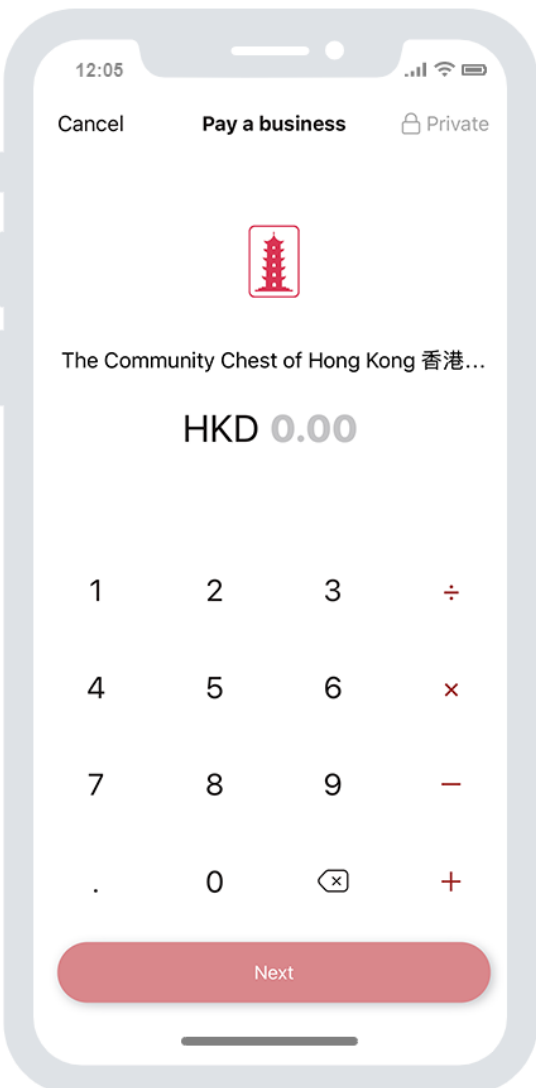 12:05
Cancel Pay a business Private
The Community Chest of Hong Kong 香港...
HKD 0.00
1 2 3 ÷
4 5 6 ×
7 8 9 −
. 0 +
Next